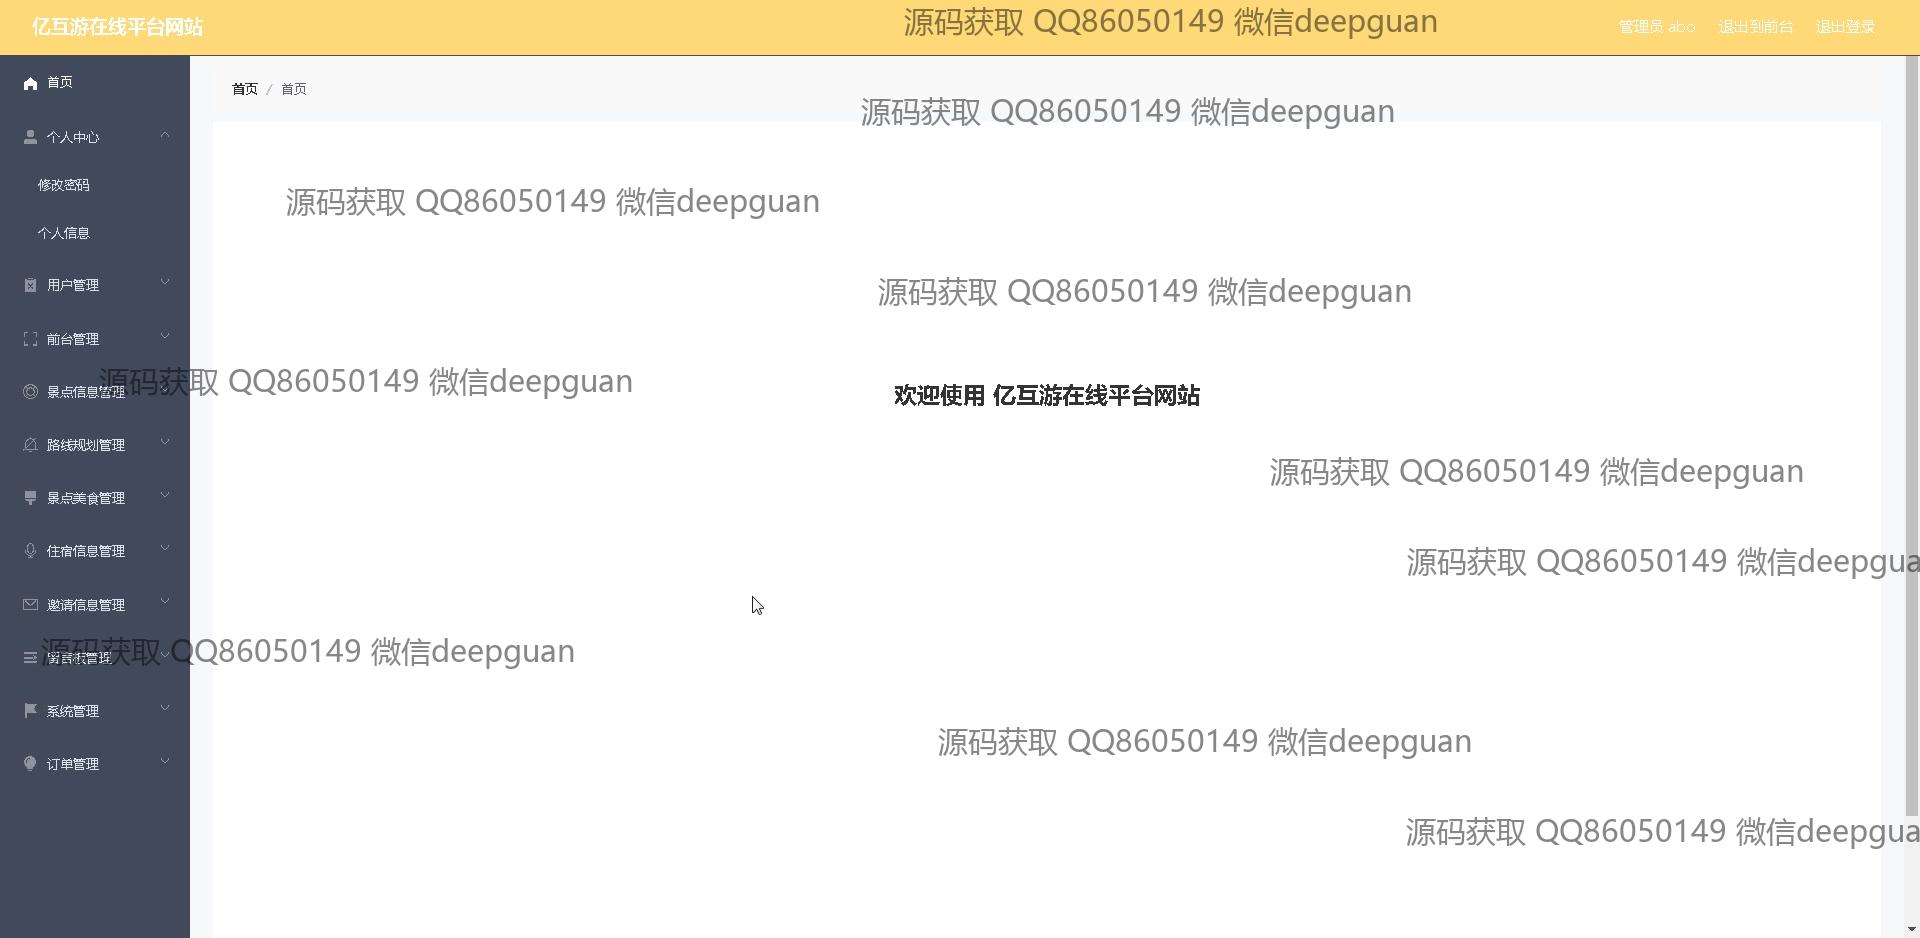 亿互游在线平台网站
源码获取 QQ86050149 微信deepguan
管理员 abo 退出到前台 退出登录
首页
首页 / 首页
源码获取 QQ86050149 微信deepguan
个人中心
修改密码
源码获取 QQ86050149 微信deepguan
个人信息
用户管理
源码获取 QQ86050149 微信deepguan
前台管理
源码获取 QQ86050149 微信deepguan
景点信息管理
欢迎使用 亿互游在线平台网站
路线规划管理
源码获取 QQ86050149 微信deepguan
景点美食管理
住宿信息管理
源码获取 QQ86050149 微信deepgua
邀请信息管理
源码获取 QQ86050149 微信deepguan
留言板管理
系统管理
源码获取 QQ86050149 微信deepguan
订单管理
源码获取 QQ86050149 微信deepgua